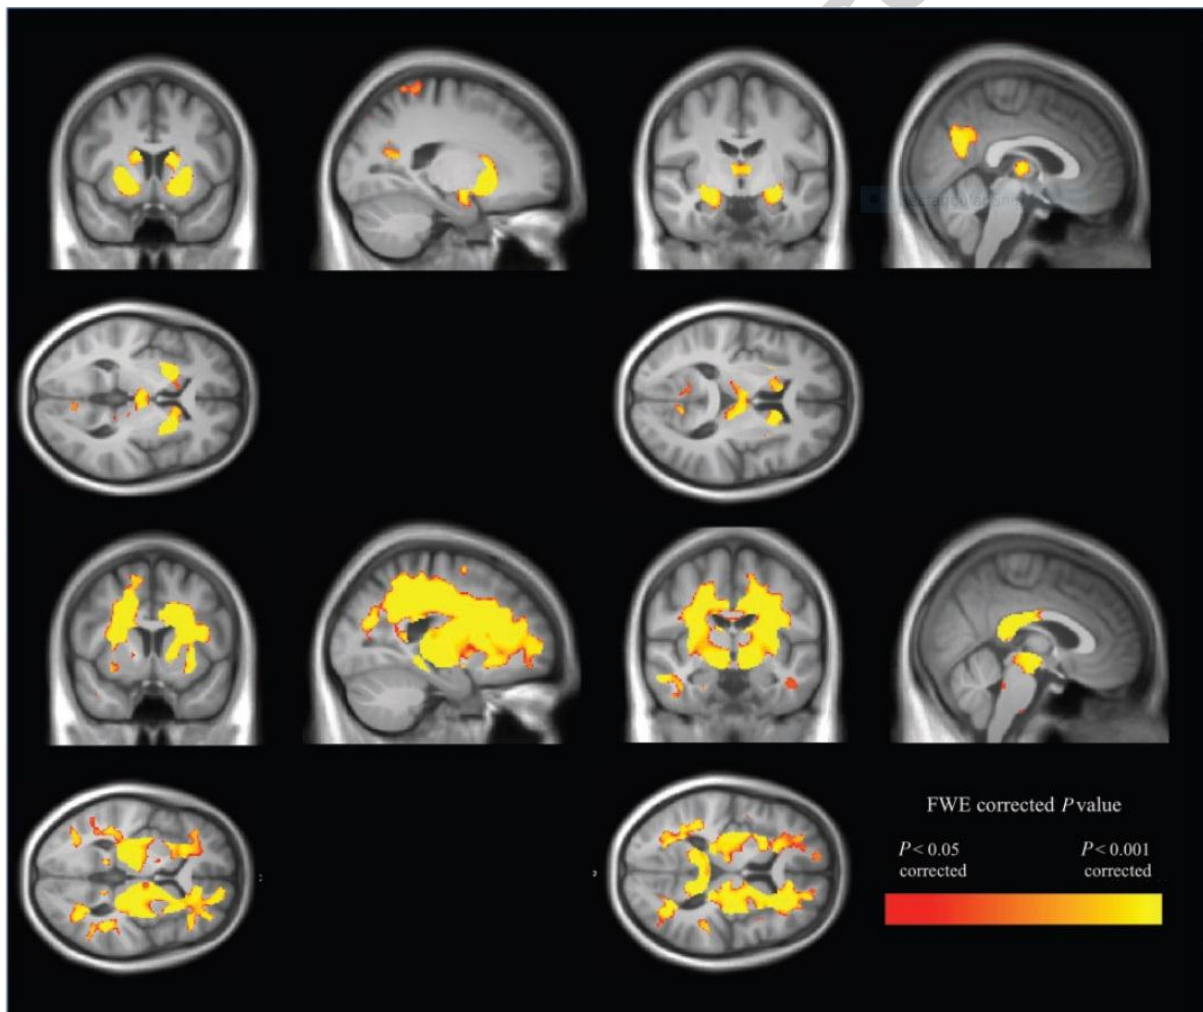 FWE corrected P value
P < 0.05
corrected
P < 0.001
corrected